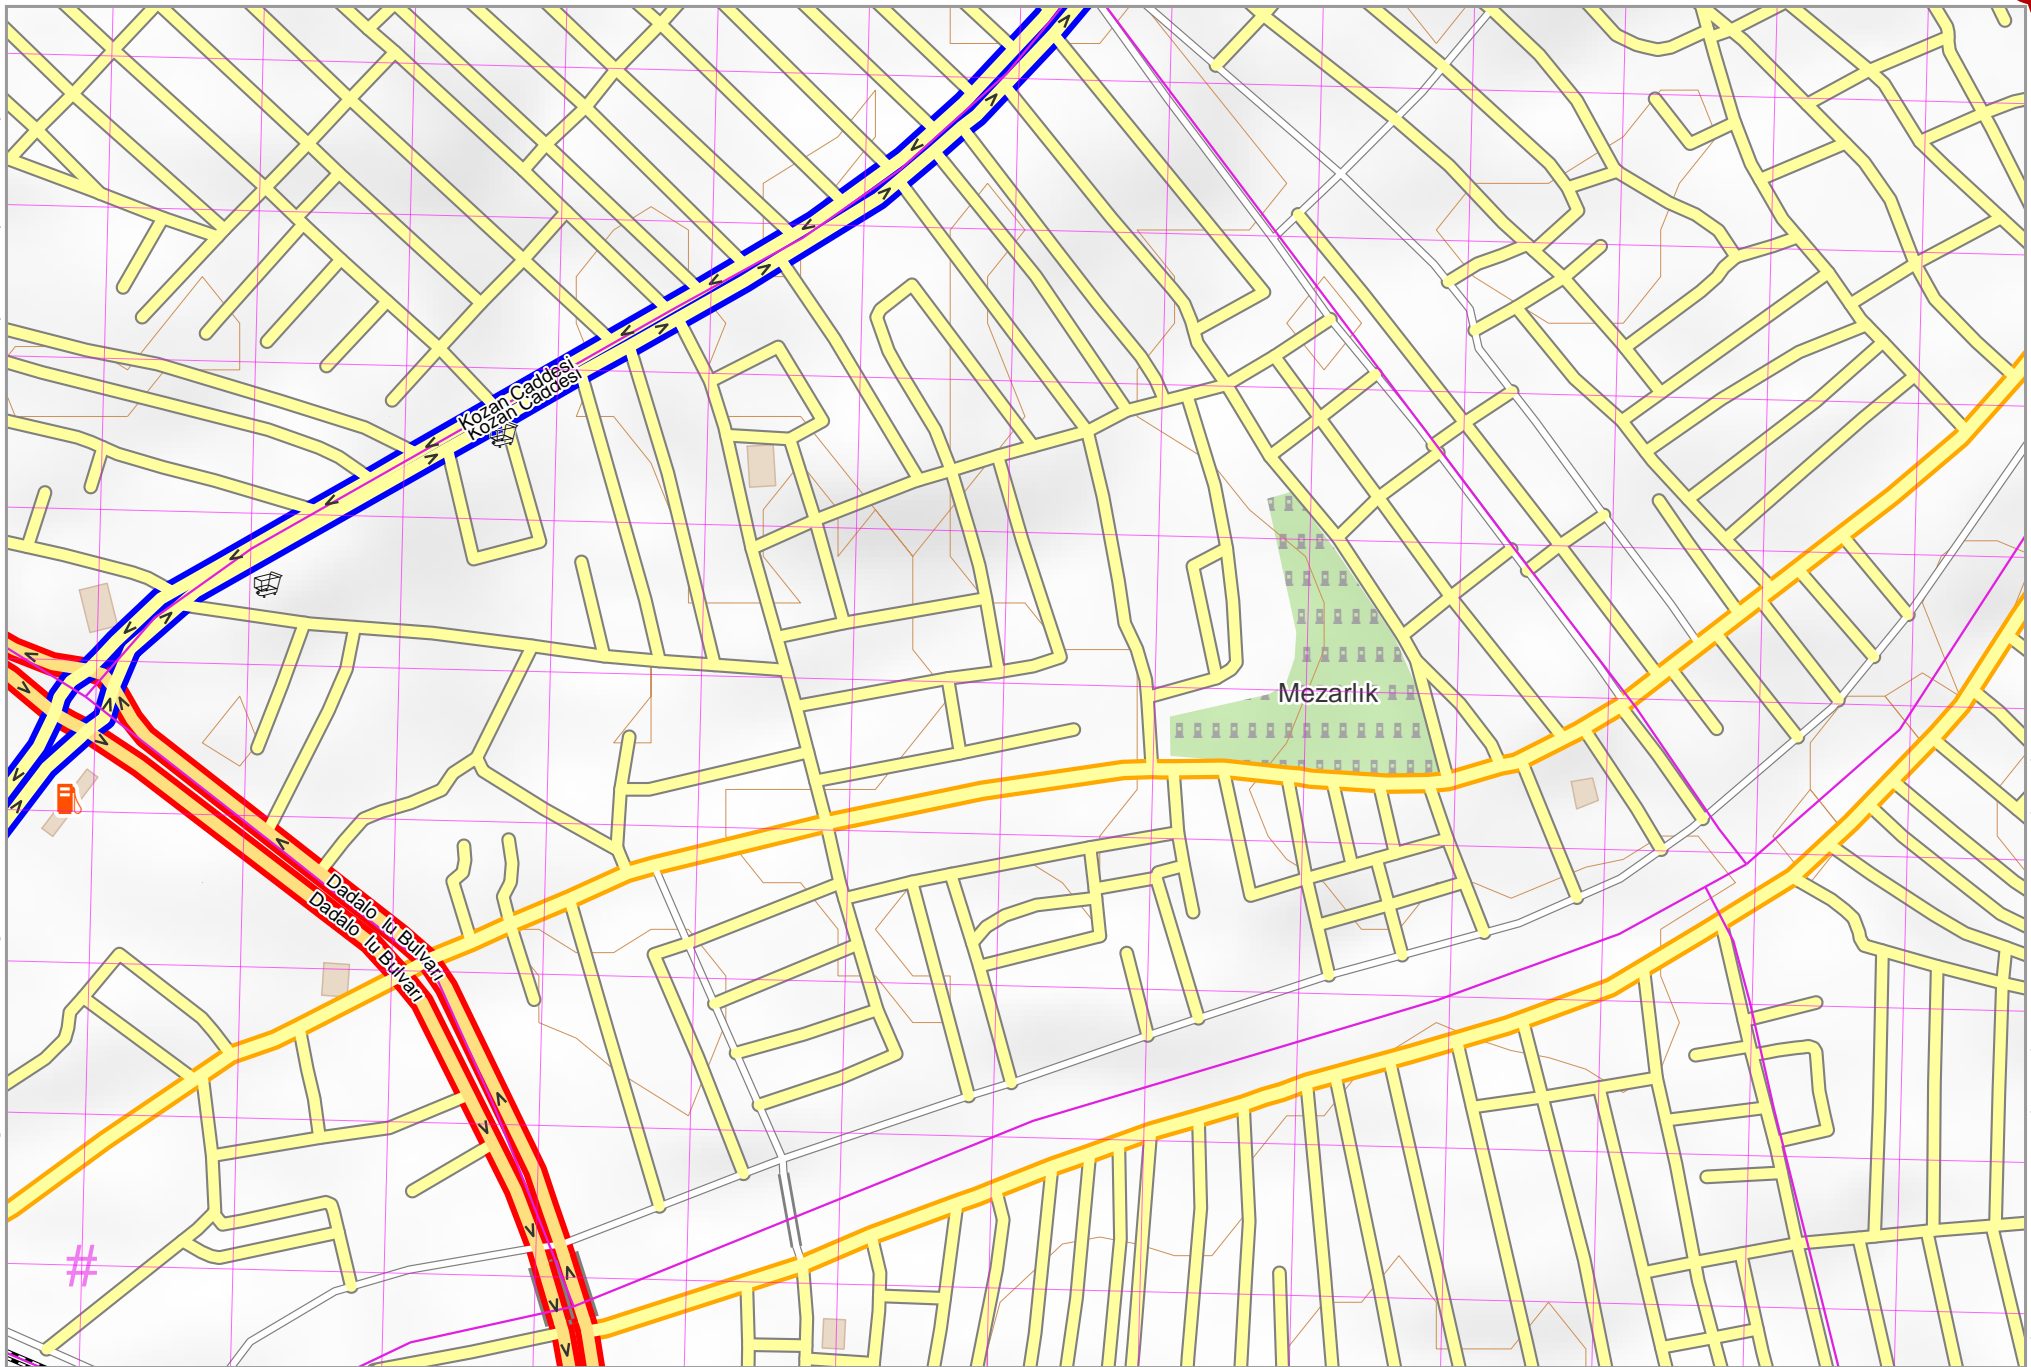 Kozan Caddesi
Kozan Caddesi
Mezarlık
Dadalo lu Bulvarı
Dadalo lu Bulvarı
#